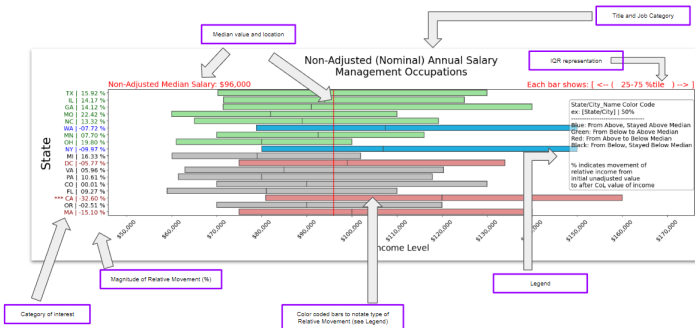 Title and Job Category
Median value and location
IQR representation
Non-Adjusted (Nominal) Annual Salary
Management Occupations
Non-Adjusted Median Salary: $96,000
Each bar shows: [ <-- ( 25-75 %tile ) --> ]
State
TX | 15.92 %
IL | 14.17 %
GA | 14.12 %
MO | 22.42 %
NC | 13.32 %
WA | -07.72 %
MN | 07.70 %
OH | 19.80 %
NY | -09.97 %
MI | 16.33 %
DC | -05.77 %
VA | 05.96 %
PA | 10.61 %
CO | 00.01 %
FL | 09.27 %
*** CA | -32.60 %
OR | -02.51 %
MA | -15.10 %
State/City_Name Color Code
ex: [State/City] | 50%
------------------------
Blue: From Above, Stayed Above Median
Green: From Below to Above Median
Red: From Above to Below Median
Black: From Below, Stayed Below Median
% indicates movement of
relative income from
initial unadjusted value
to after CoL value of income
$50,000
$60,000
$70,000
$80,000
$90,000
$100,000
$110,000
$120,000
$130,000
$150,000
$160,000
$170,000
Income Level
Magnitude of Relative Movement (%)
Legend
Category of interest
Color coded bars to notate type of
Relative Movement (see Legend)